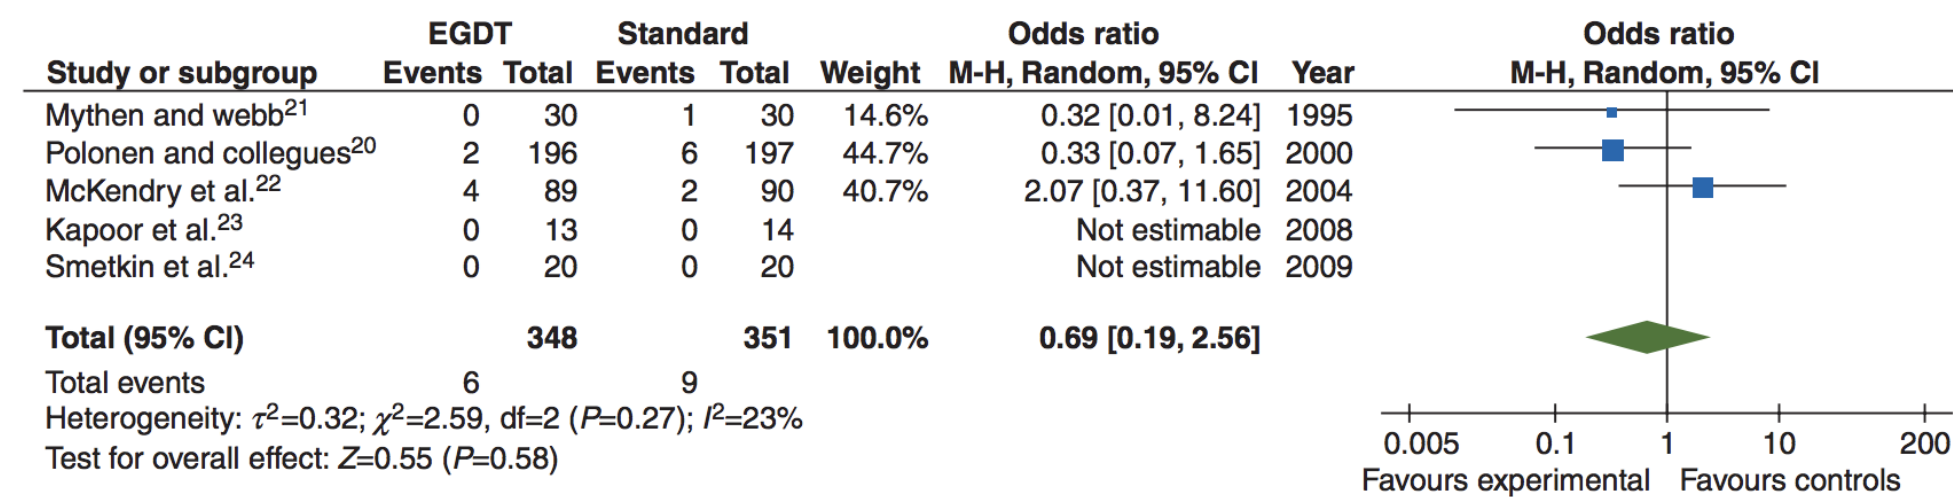 EGDT Standard Odds ratio Odds ratio
Study or subgroup Events Total Events Total Weight M-H, Random, 95% CI Year M-H, Random, 95% CI
Mythen and webb21 0 30 1 30 14.6% 0.32 [0.01, 8.24] 1995
Polonen and collegues20 2 196 6 197 44.7% 0.33 [0.07, 1.65] 2000
McKendry et al.22 4 89 2 90 40.7% 2.07 [0.37, 11.60] 2004
Kapoor et al.23 0 13 0 14 Not estimable 2008
Smetkin et al.24 0 20 0 20 Not estimable 2009
Total (95% CI) 348 351 100.0% 0.69 [0.19, 2.56]
Total events 6 9
Heterogeneity: τ2=0.32; χ2=2.59, df=2 (P=0.27); I2=23%
Test for overall effect: Z=0.55 (P=0.58)
0.005 0.1 1 10 200
Favours experimental Favours controls